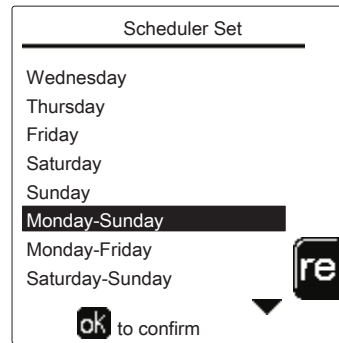 Scheduler Set
Wednesday
Thursday
Friday
Saturday
Sunday
Monday-Sunday
Monday-Friday
Saturday-Sunday
re
ok to confirm